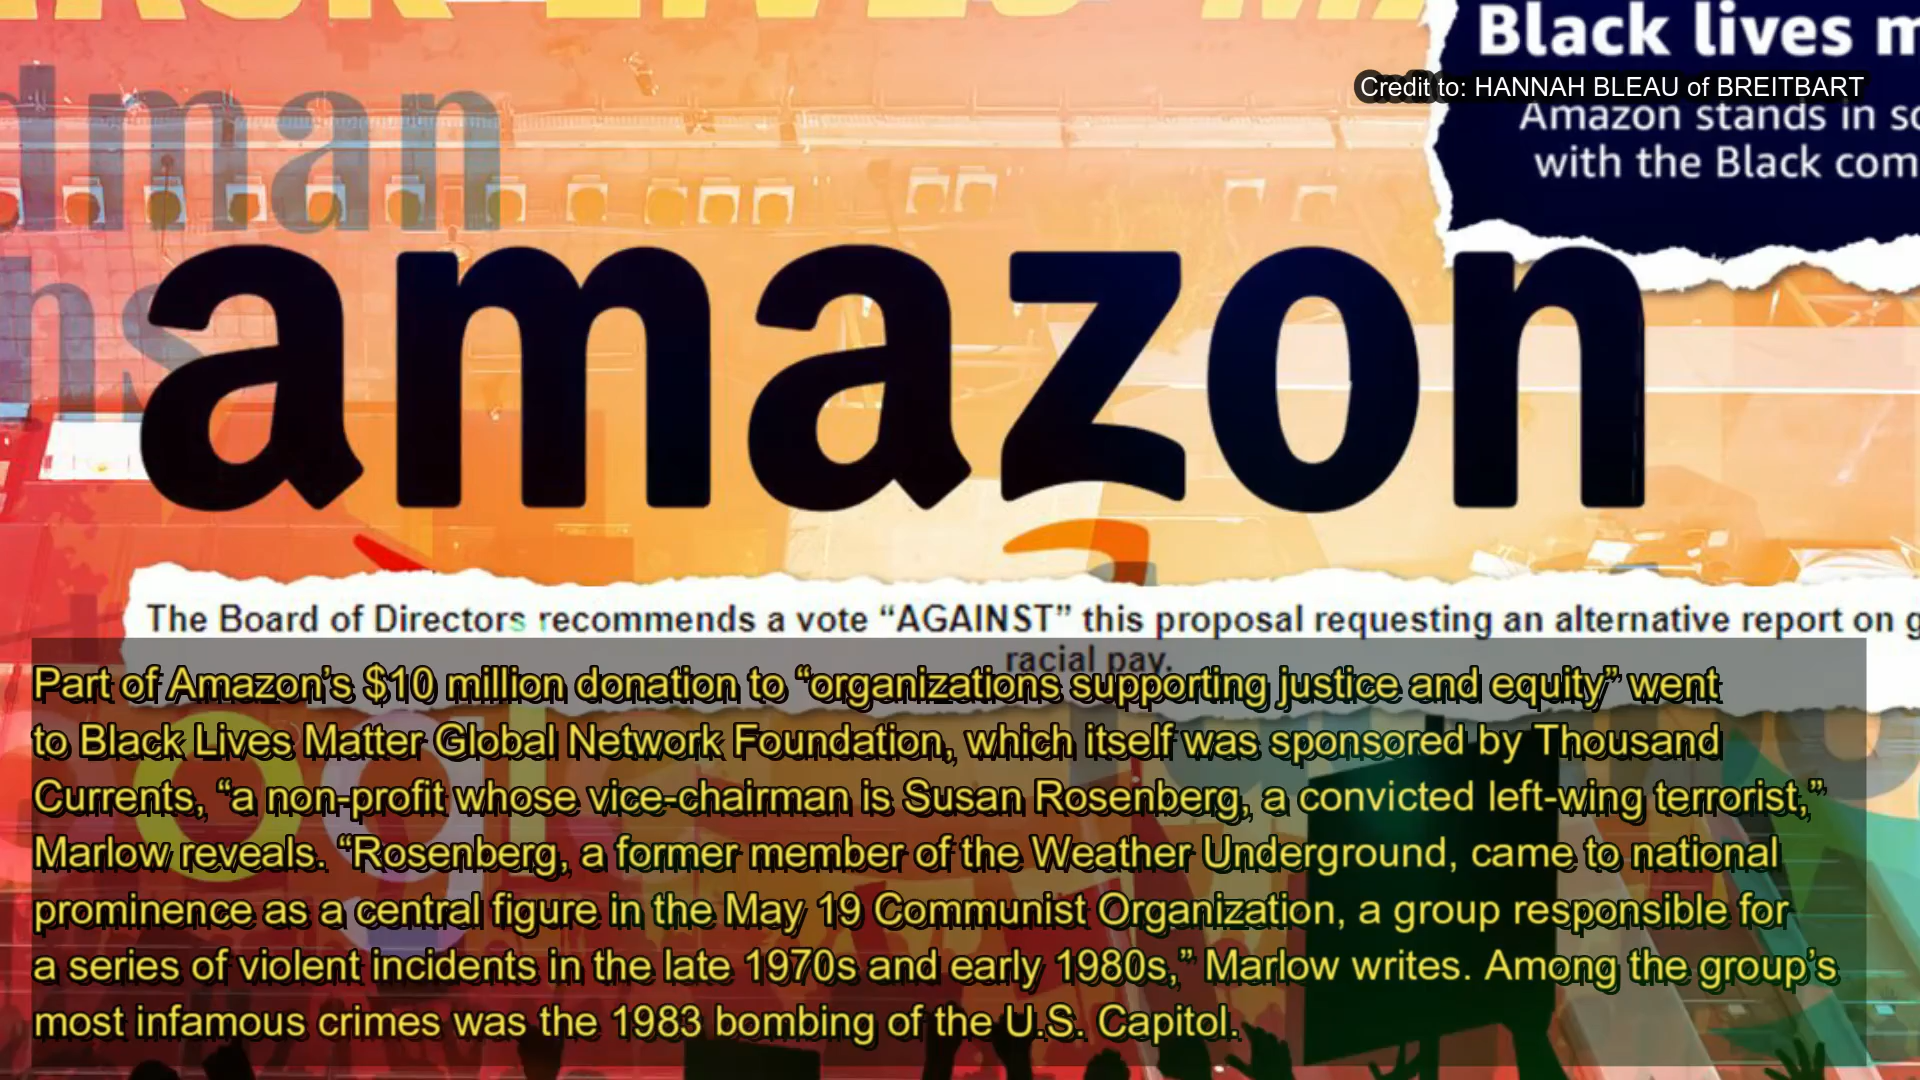 Black lives
Credit to: HANNAH BLEAU of BREITBART
Amazon stands in
with the Black
dman
amazon
The Board of Directors recommends a vote “AGAINST” this proposal requesting an alternative report on
racial pay.
Part of Amazon’s $10 million donation to “organizations supporting justice and equity” went
to Black Lives Matter Global Network Foundation, which itself was sponsored by Thousand
Currents, “a non-profit whose vice-chairman is Susan Rosenberg, a convicted left-wing terrorist,”
Marlow reveals. “Rosenberg, a former member of the Weather Underground, came to national
prominence as a central figure in the May 19 Communist Organization, a group responsible for
a series of violent incidents in the late 1970s and early 1980s,” Marlow writes. Among the group’s
most infamous crimes was the 1983 bombing of the U.S. Capitol.